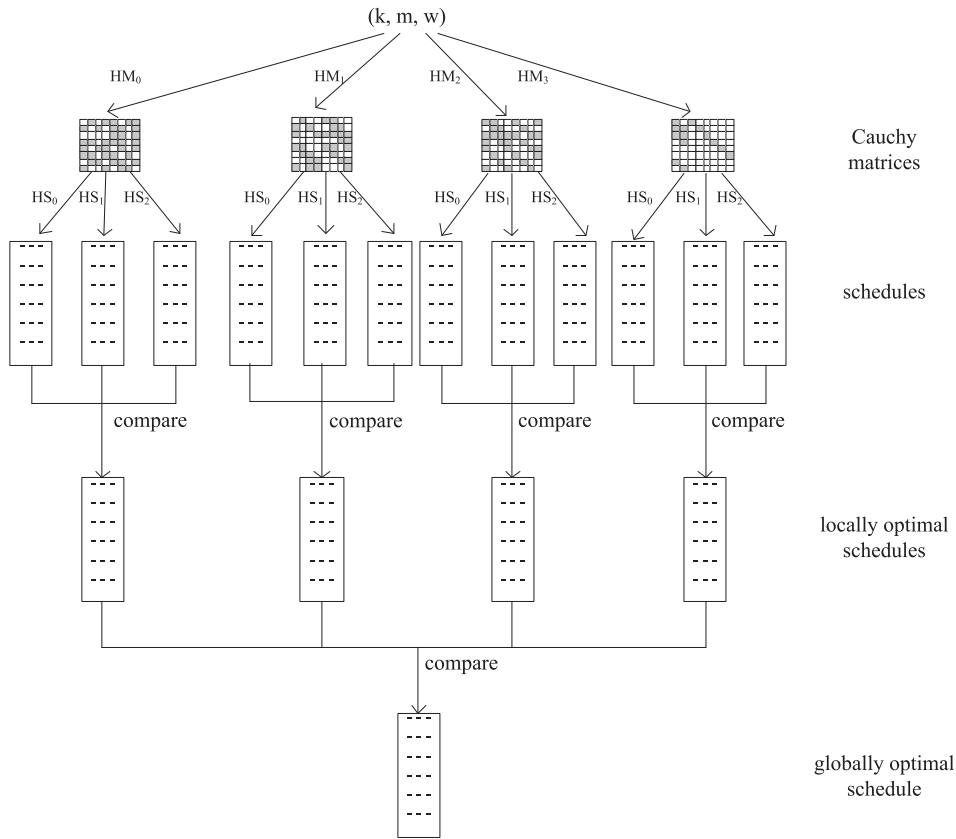 (k, m, w)
HM₀ HM₁ HM₂ HM₃
Cauchy
matrices
HS₀ HS₁ HS₂ HS₀ HS₁ HS₂ HS₀ HS₁ HS₂ HS₀ HS₁ HS₂
schedules
compare compare compare compare
locally optimal
schedules
compare
globally optimal
schedule